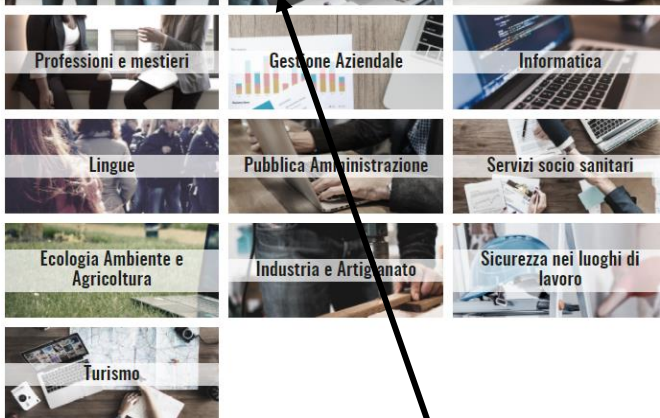 Professioni e mestieri
Gestione Aziendale
Informatica
Lingue
Pubblica Amministrazione
Servizi socio sanitari
Ecologia Ambiente e
Agricoltura
Industria e Artigianato
Sicurezza nei luoghi di
lavoro
Turismo